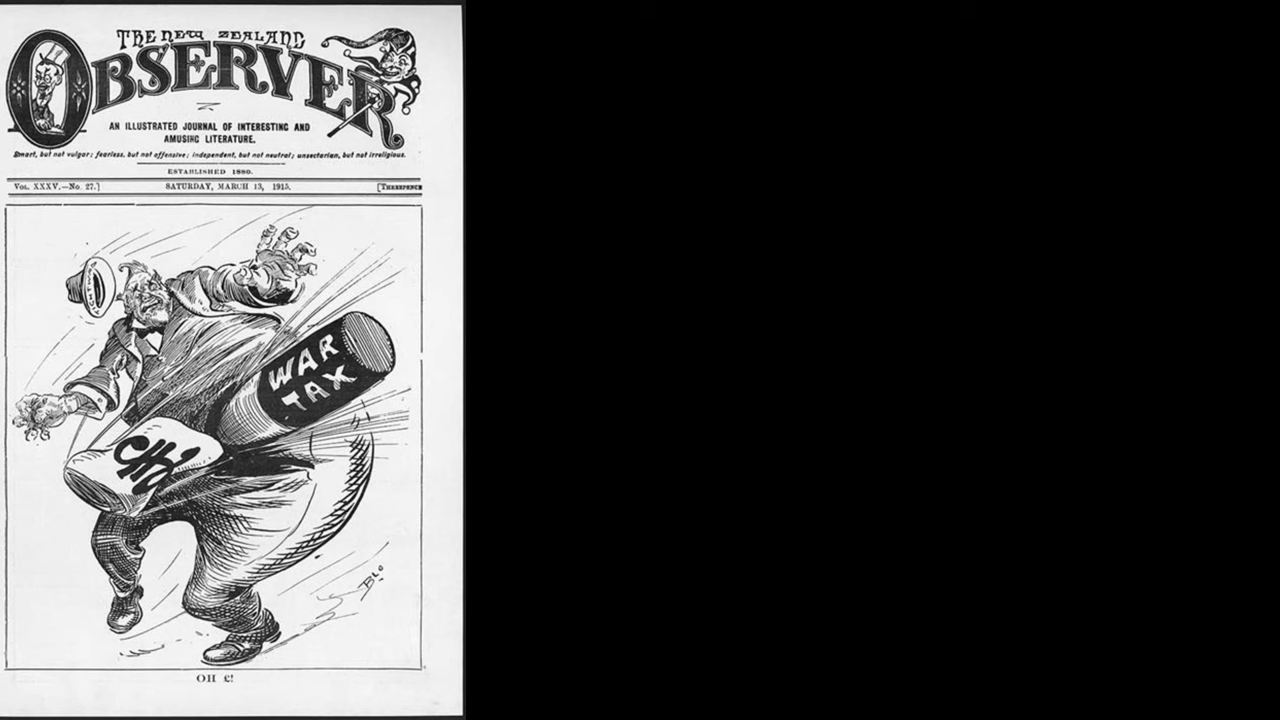 THE NEW ZEALAND
OBSERVER
AN ILLUSTRATED JOURNAL OF INTERESTING AND
AMUSING LITERATURE.
Smart, but not vulgar; fearless, but not offensive; independent, but not neutral; unsectarian, but not irreligious.
ESTABLISHED 1880.
VOL. XXXV.—No. 27.] SATURDAY, MARCH 13, 1915. [THREEPENCE
WAR
TAX
BLO
OH £!